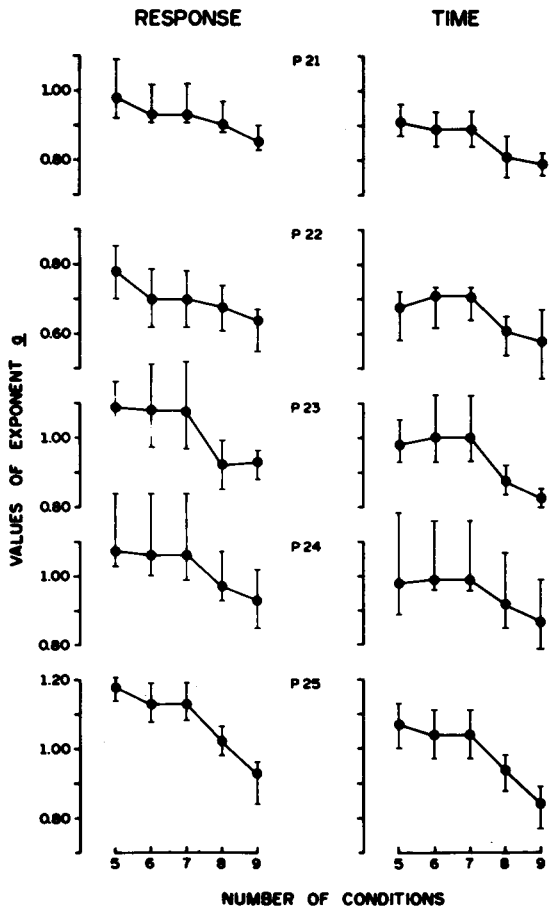 RESPONSE
TIME
P 21
1.00
0.80
P 22
0.80
0.60
P 23
1.00
0.80
P 24
1.00
0.80
P 25
1.20
1.00
0.80
VALUES OF EXPONENT a
5 6 7 8 9
5 6 7 8 9
NUMBER OF CONDITIONS